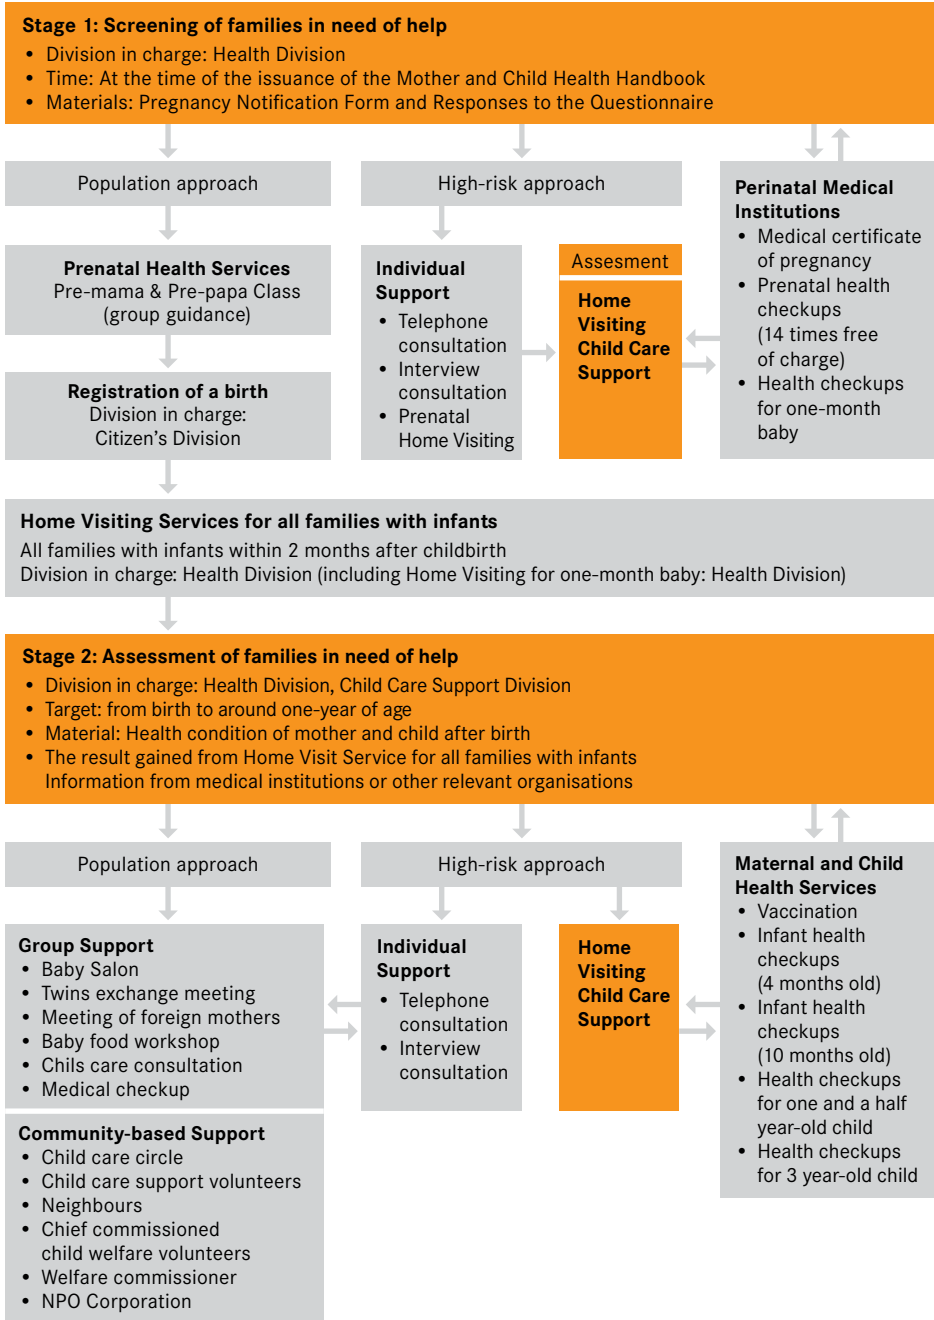 Stage 1: Screening of families in need of help
• Division in charge: Health Division
• Time: At the time of the issuance of the Mother and Child Health Handbook
• Materials: Pregnancy Notification Form and Responses to the Questionnaire
Population approach
High-risk approach
Prenatal Health Services
Pre-mama & Pre-papa Class
(group guidance)
Registration of a birth
Division in charge:
Citizen's Division
Individual
Support
• Telephone
consultation
• Interview
consultation
• Prenatal
Home Visiting
Assesment
Home
Visiting
Child Care
Support
Perinatal Medical
Institutions
• Medical certificate
of pregnancy
• Prenatal health
checkups
(14 times free
of charge)
• Health checkups
for one-month
baby
Home Visiting Services for all families with infants
All families with infants within 2 months after childbirth
Division in charge: Health Division (including Home Visiting for one-month baby: Health Division)
Stage 2: Assessment of families in need of help
• Division in charge: Health Division, Child Care Support Division
• Target: from birth to around one-year of age
• Material: Health condition of mother and child after birth
• The result gained from Home Visit Service for all families with infants
Information from medical institutions or other relevant organisations
Population approach
High-risk approach
Group Support
• Baby Salon
• Twins exchange meeting
• Meeting of foreign mothers
• Baby food workshop
• Chils care consultation
• Medical checkup
Community-based Support
• Child care circle
• Child care support volunteers
• Neighbours
• Chief commissioned
child welfare volunteers
• Welfare commissioner
• NPO Corporation
Individual
Support
• Telephone
consultation
• Interview
consultation
Home
Visiting
Child Care
Support
Maternal and Child
Health Services
• Vaccination
• Infant health
checkups
(4 months old)
• Infant health
checkups
(10 months old)
• Health checkups
for one and a half
year-old child
• Health checkups
for 3 year-old child